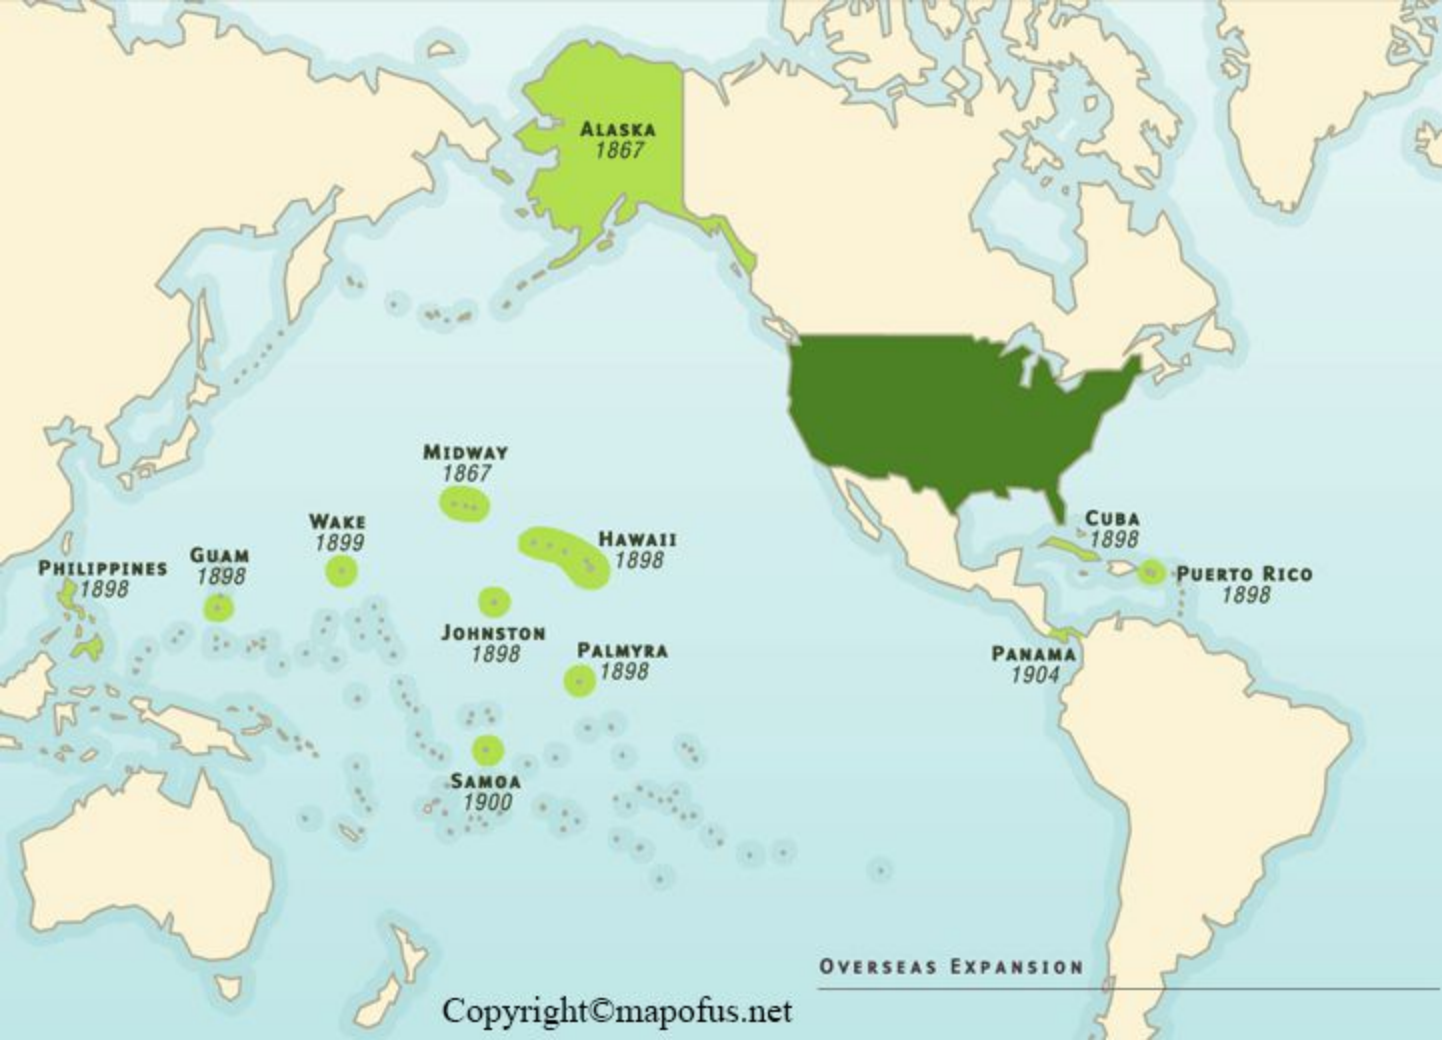 ALASKA
1867
MIDWAY
1867
WAKE
1899
HAWAII
1898
GUAM
1898
PHILIPPINES
1898
CUBA
1898
PUERTO RICO
1898
JOHNSTON
1898
PALMYRA
1898
PANAMA
1904
SAMOA
1900
OVERSEAS EXPANSION
Copyright©mapofus.net